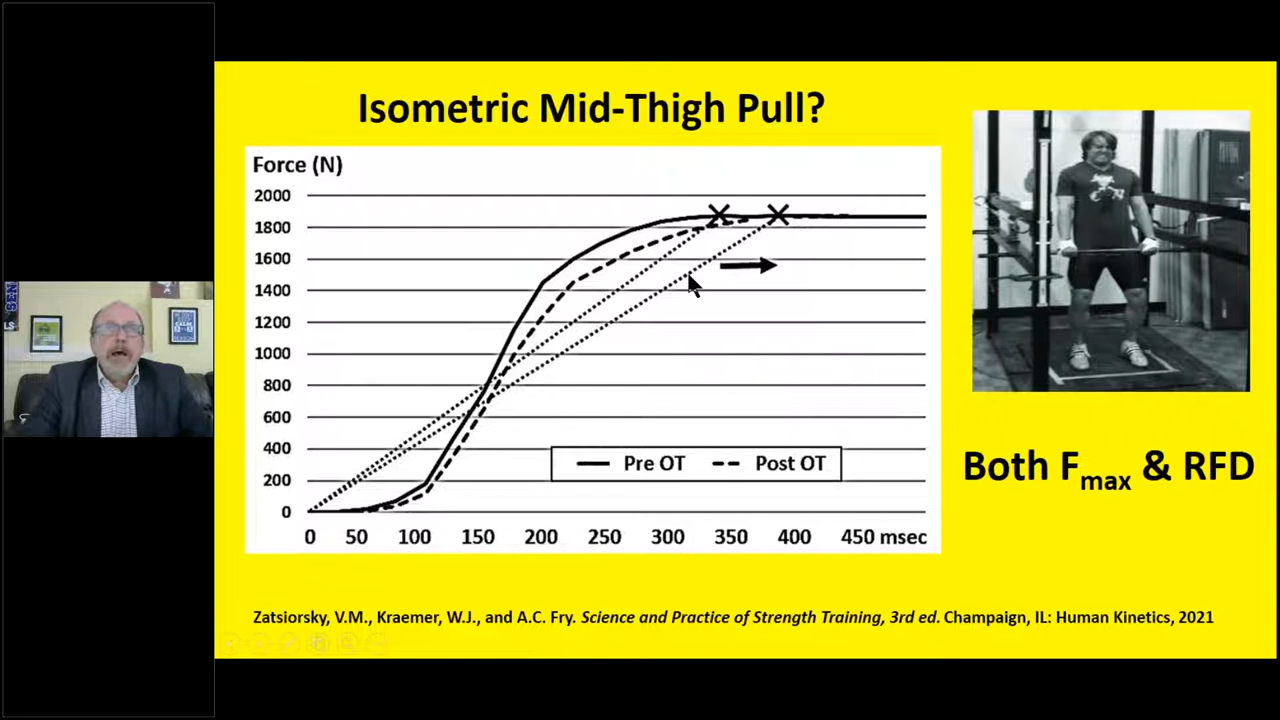 Isometric Mid-Thigh Pull?
Force (N)
2000
1800
1600
1400
1200
1000
800
600
400
200
0
Pre OT Post OT
0 50 100 150 200 250 300 350 400 450 msec
Both Fmax & RFD
Zatsiorsky, V.M., Kraemer, W.J., and A.C. Fry. Science and Practice of Strength Training, 3rd ed. Champaign, IL: Human Kinetics, 2021